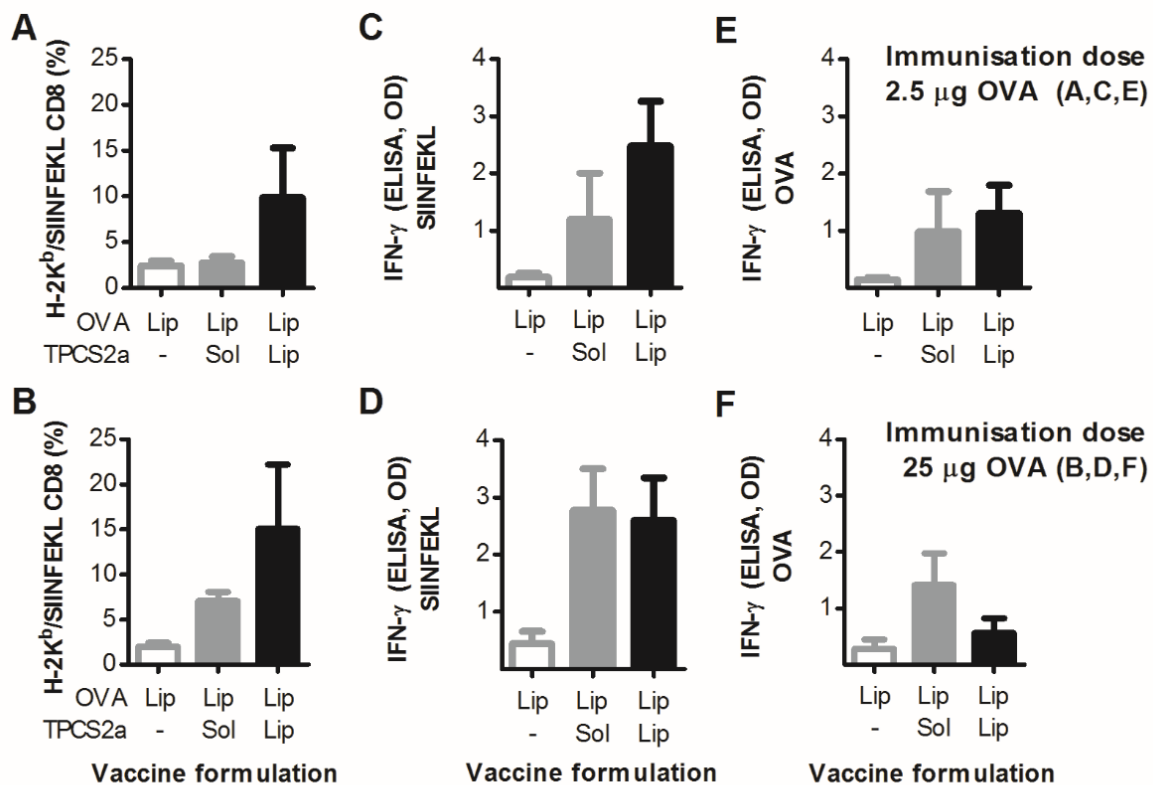 A
H-2Kᵇ/SIINFEKL CD8 (%)
25
20
15
10
5
0
OVA Lip Lip Lip
TPCS2a - Sol Lip
C
IFN-γ (ELISA, OD)
SIINFEKL
4
3
2
1
Lip Lip Lip
- Sol Lip
E
IFN-γ (ELISA, OD)
OVA
4
3
2
1
Immunisation dose
2.5 μg OVA (A,C,E)
Lip Lip Lip
- Sol Lip
B
H-2Kᵇ/SIINFEKL CD8 (%)
25
20
15
10
5
0
OVA Lip Lip Lip
TPCS2a - Sol Lip
Vaccine formulation
D
IFN-γ (ELISA, OD)
SIINFEKL
4
3
2
1
Lip Lip Lip
- Sol Lip
Vaccine formulation
F
IFN-γ (ELISA, OD)
OVA
4
3
2
1
Immunisation dose
25 μg OVA (B,D,F)
Lip Lip Lip
- Sol Lip
Vaccine formulation